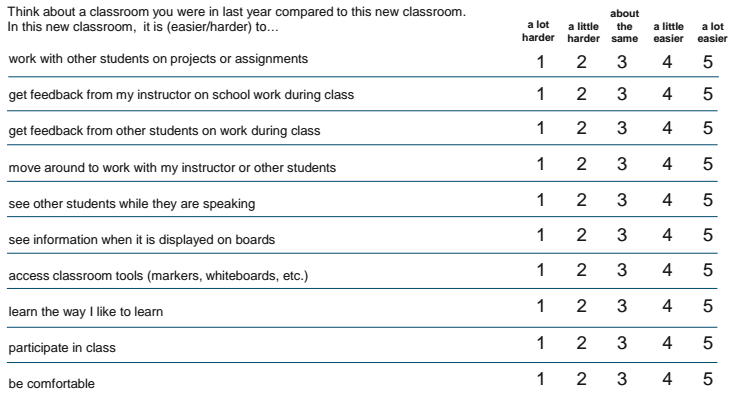 Think about a classroom you were in last year compared to this new classroom.
In this new classroom, it is (easier/harder) to…
a lot harder a little harder about the same a little easier a lot easier
work with other students on projects or assignments 1 2 3 4 5
get feedback from my instructor on school work during class 1 2 3 4 5
get feedback from other students on work during class 1 2 3 4 5
move around to work with my instructor or other students 1 2 3 4 5
see other students while they are speaking 1 2 3 4 5
see information when it is displayed on boards 1 2 3 4 5
access classroom tools (markers, whiteboards, etc.) 1 2 3 4 5
learn the way I like to learn 1 2 3 4 5
participate in class 1 2 3 4 5
be comfortable 1 2 3 4 5